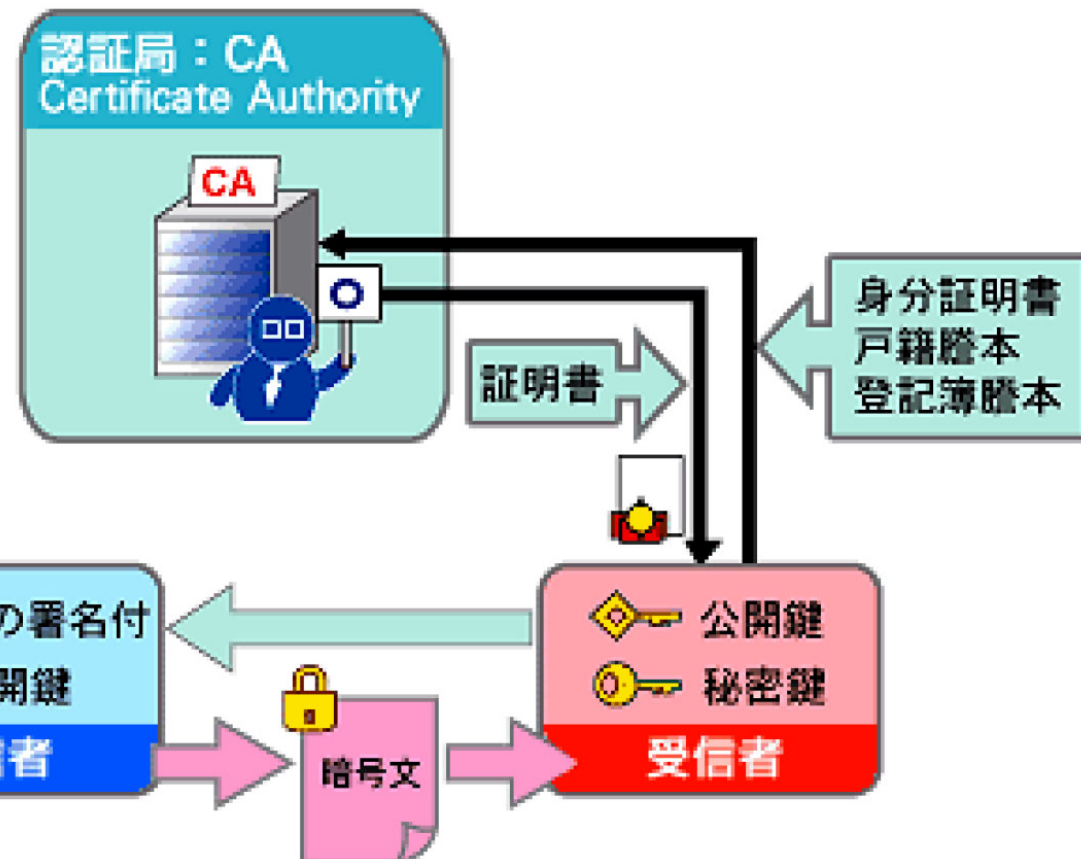 認証局：CA
Certificate Authority
CA
身分証明書
戸籍謄本
登記簿謄本
証明書
の署名付
開鍵
公開鍵
秘密鍵
者
暗号文
受信者